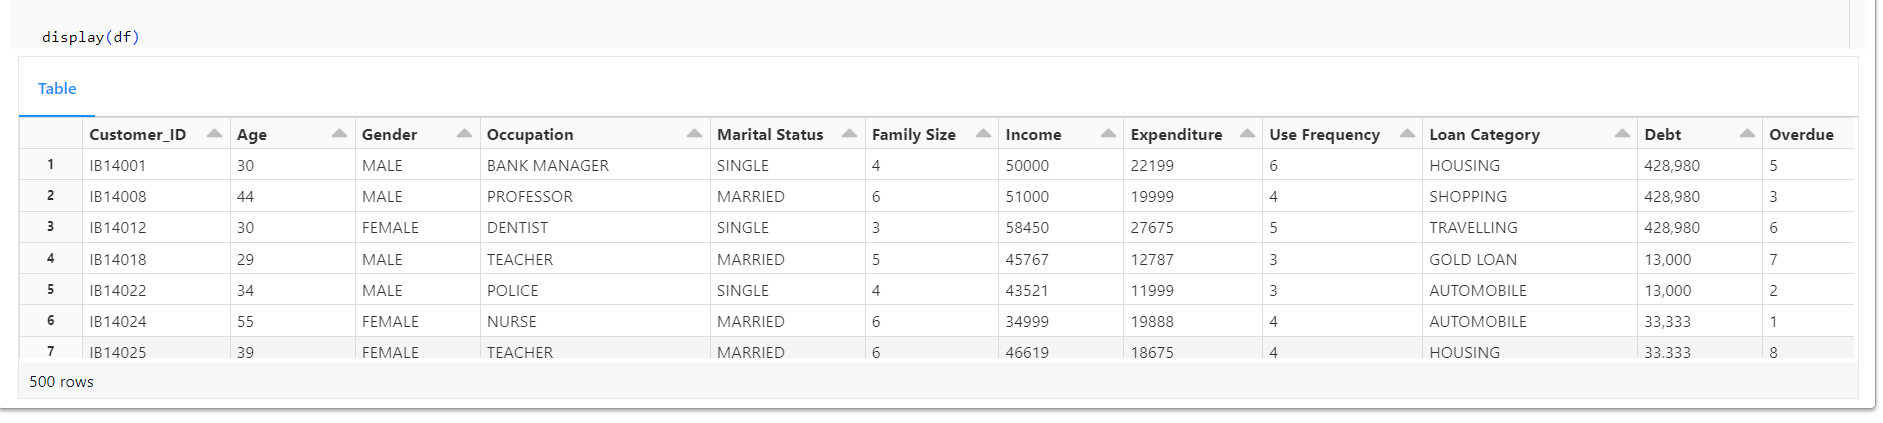 display(df)
Table
Customer_ID Age Gender Occupation Marital Status Family Size Income Expenditure Use Frequency Loan Category Debt Overdue
1 IB14001 30 MALE BANK MANAGER SINGLE 4 50000 22199 6 HOUSING 428,980 5
2 IB14008 44 MALE PROFESSOR MARRIED 6 51000 19999 4 SHOPPING 428,980 3
3 IB14012 30 FEMALE DENTIST SINGLE 3 58450 27675 5 TRAVELLING 428,980 6
4 IB14018 29 MALE TEACHER MARRIED 5 45767 12787 3 GOLD LOAN 13,000 7
5 IB14022 34 MALE POLICE SINGLE 4 43521 11999 3 AUTOMOBILE 13,000 2
6 IB14024 55 FEMALE NURSE MARRIED 6 34999 19888 4 AUTOMOBILE 33,333 1
7 IB14025 39 FEMALE TEACHER MARRIED 6 46619 18675 4 HOUSING 33,333 8
500 rows